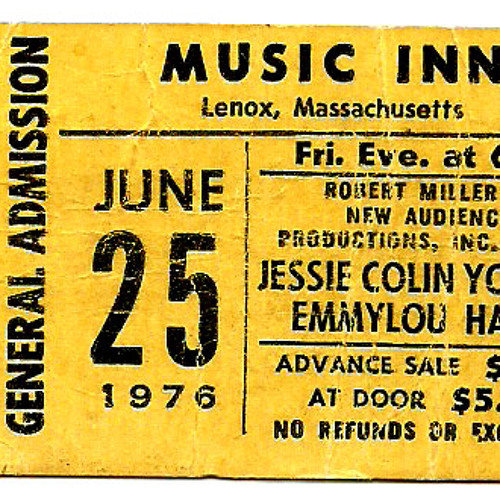 GENERAL ADMISSION
MUSIC INN
Lenox, Massachusetts
JUNE
25
1976
Fri. Eve. at
ROBERT MILLER
NEW AUDIENC
PRODUCTIONS, INC.
JESSIE COLIN YO
EMMYLOU HA
ADVANCE SALE $
AT DOOR $5.
NO REFUNDS OR EXC